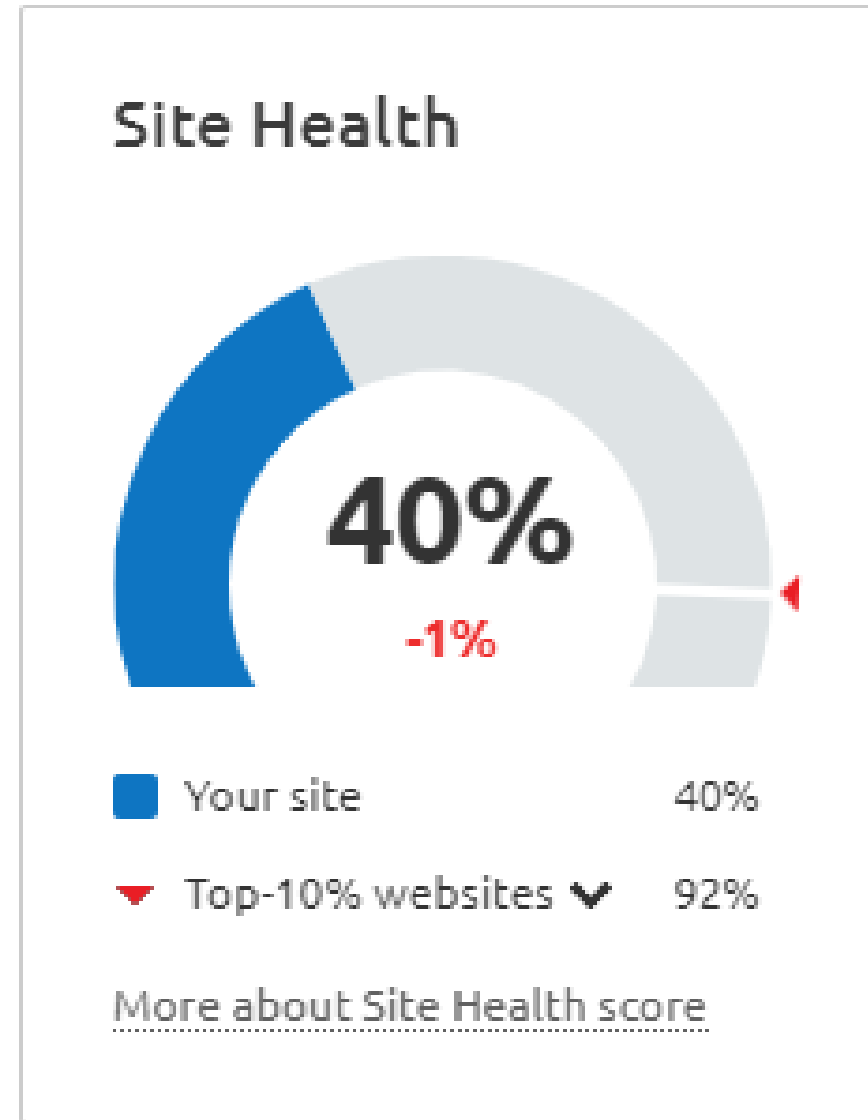 Site Health
40%
-1%
Your site 40%
Top-10% websites 92%
More about Site Health score